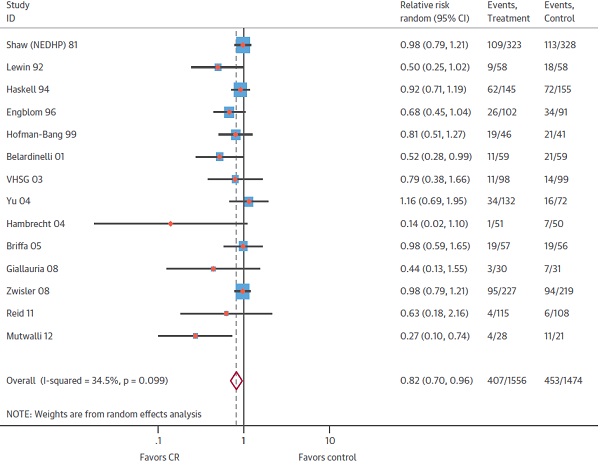 Study Relative risk Events, Events,
ID random (95% CI) Treatment Control
Shaw (NEDHP) 81 0.98 (0.79, 1.21) 109/323 113/328
Lewin 92 0.50 (0.25, 1.02) 9/58 18/58
Haskell 94 0.92 (0.71, 1.19) 62/145 72/155
Engblom 96 0.68 (0.45, 1.04) 26/102 34/91
Hofman-Bang 99 0.81 (0.51, 1.27) 19/46 21/41
Belardinelli 01 0.52 (0.28, 0.99) 11/59 21/59
VHSG 03 0.79 (0.38, 1.66) 11/98 14/99
Yu 04 1.16 (0.69, 1.95) 34/132 16/72
Hambrecht 04 0.14 (0.02, 1.10) 1/51 7/50
Briffa 05 0.98 (0.59, 1.65) 19/57 19/56
Giallauria 08 0.44 (0.13, 1.55) 3/30 7/31
Zwisler 08 0.98 (0.79, 1.21) 95/227 94/219
Reid 11 0.63 (0.18, 2.16) 4/115 6/108
Mutwalli 12 0.27 (0.10, 0.74) 4/28 11/21
Overall (I-squared = 34.5%, p = 0.099) 0.82 (0.70, 0.96) 407/1556 453/1474
NOTE: Weights are from random effects analysis
.1 1 10
Favors CR Favors control